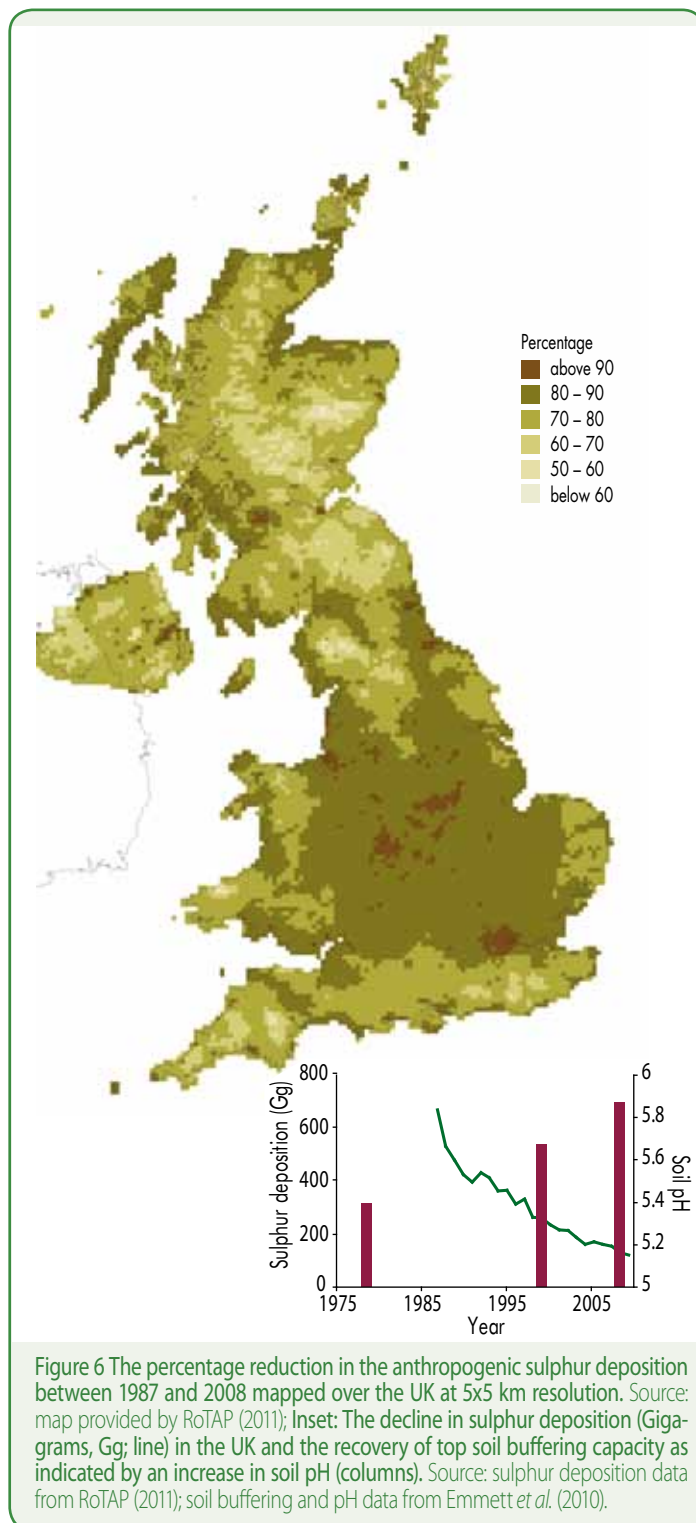 Percentage
above 90
80 – 90
70 – 80
60 – 70
50 – 60
below 60
800
600
400
200
0
Sulphur deposition (Gg)
6
5.8
5.6
5.4
5.2
5
Soil pH
1975
1985
1995
2005
Year
Figure 6 The percentage reduction in the anthropogenic sulphur deposition
between 1987 and 2008 mapped over the UK at 5x5 km resolution. Source:
map provided by RoTAP (2011); Inset: The decline in sulphur deposition (Giga-
grams, Gg; line) in the UK and the recovery of top soil buffering capacity as
indicated by an increase in soil pH (columns). Source: sulphur deposition data
from RoTAP (2011); soil buffering and pH data from Emmett et al. (2010).